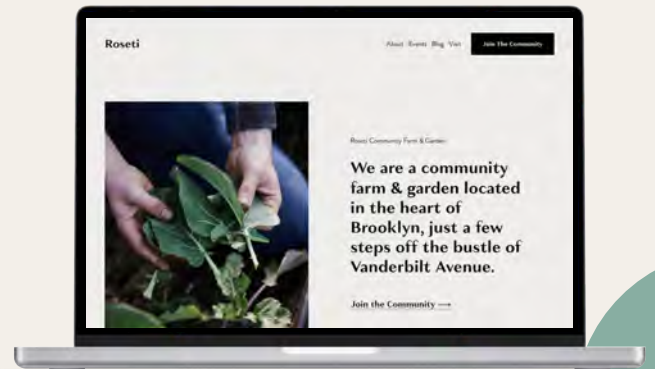 Roseti
About Events Blog Visit Join The Community
Roseti Community Farm & Garden
We are a community
farm & garden located
in the heart of
Brooklyn, just a few
steps off the bustle of
Vanderbilt Avenue.
Join the Community ⟶